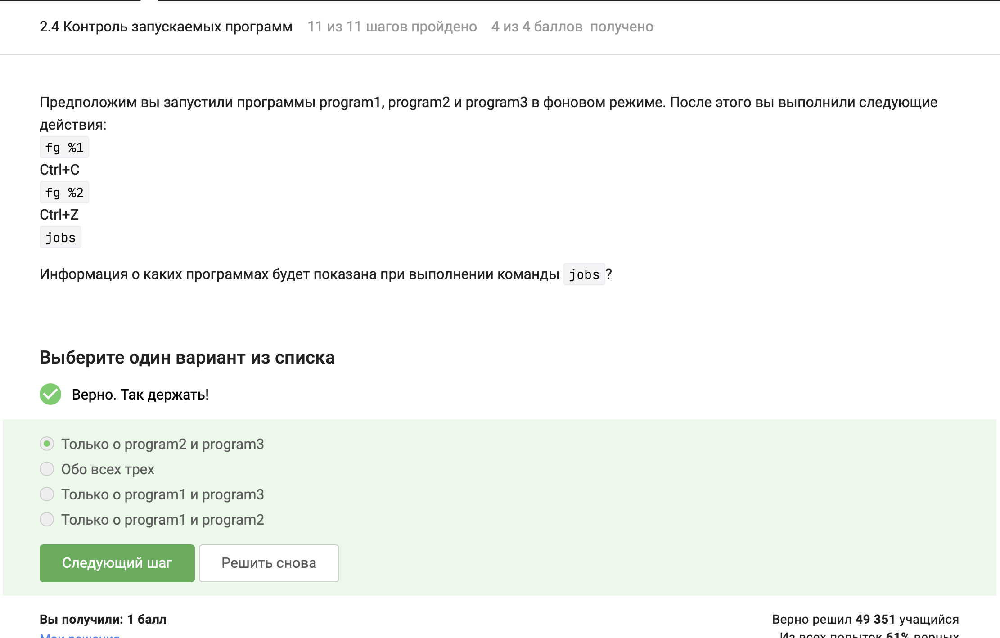 2.4 Контроль запускаемых программ 11 из 11 шагов пройдено 4 из 4 баллов получено
Предположим вы запустили программы program1, program2 и program3 в фоновом режиме. После этого вы выполнили следующие
действия:
fg %1
Ctrl+C
fg %2
Ctrl+Z
jobs
Информация о каких программах будет показана при выполнении команды jobs?
Выберите один вариант из списка
Верно. Так держать!
Только о program2 и program3
Обо всех трех
Только о program1 и program3
Только о program1 и program2
Следующий шаг Решить снова
Вы получили: 1 балл Верно решил 49 351 учащийся
Мои решения Из всех попыток 61% верных